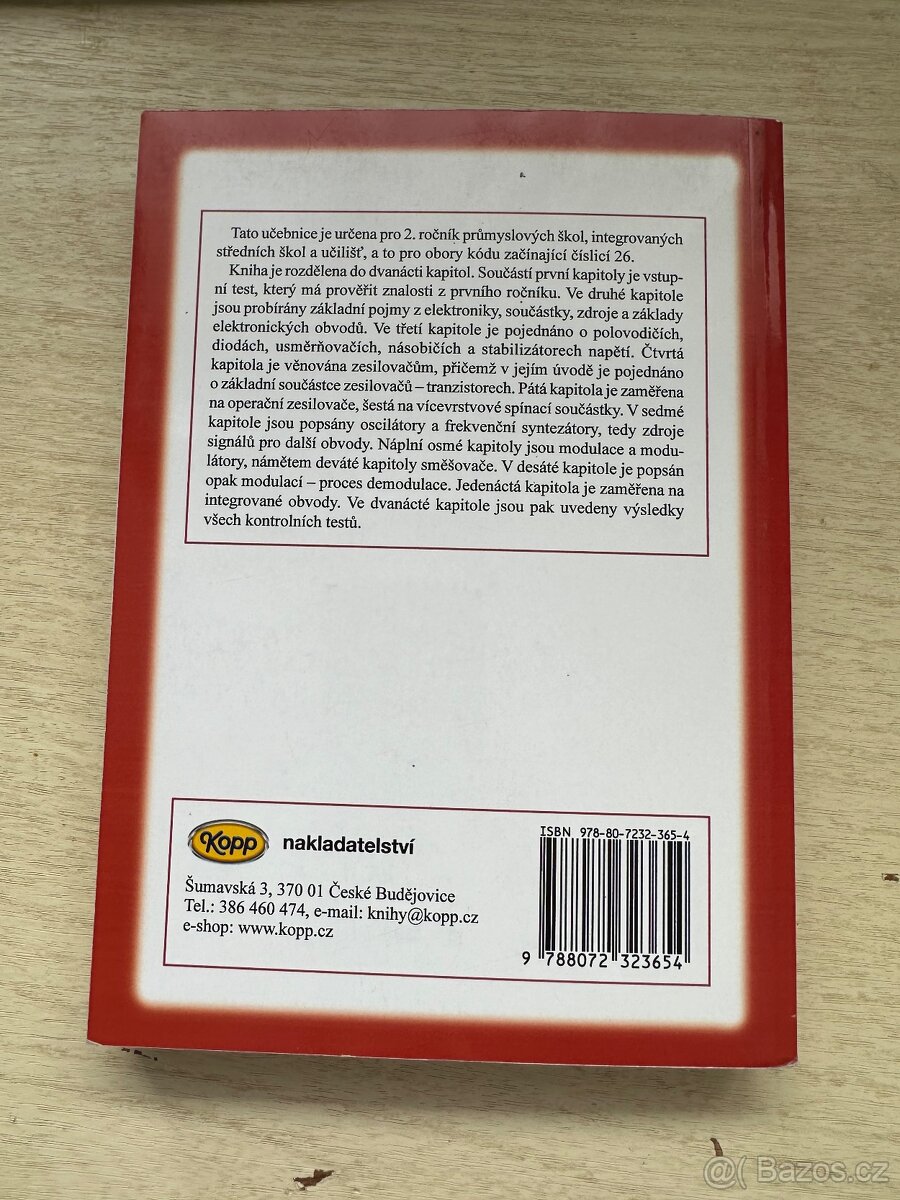 Tato učebnice je určena pro 2. ročník průmyslových škol, integrovaných
středních škol a učilišť, a to pro obory kódu začínající číslicí 26.
Kniha je rozdělena do dvanácti kapitol. Součástí první kapitoly je vstup-
ní test, který má prověřit znalosti z prvního ročníku. Ve druhé kapitole
jsou probírány základní pojmy z elektroniky, součástky, zdroje a základy
elektronických obvodů. Ve třetí kapitole je pojednáno o polovodičích,
diodách, usměrňovačích, násobičích a stabilizátorech napětí. Čtvrtá
kapitola je věnována zesilovačům, přičemž v jejím úvodě je pojednáno
o základní součástce zesilovačů – tranzistorech. Pátá kapitola je zaměřena
na operační zesilovače, šestá na vícevrstvové spínací součástky. V sedmé
kapitole jsou popsány oscilátory a frekvenční syntezátory, tedy zdroje
signálů pro další obvody. Náplní osmé kapitoly jsou modulace a modu-
látory, námětem deváté kapitoly směšovače. V desáté kapitole je popsán
opak modulací – proces demodulace. Jedenáctá kapitola je zaměřena na
integrované obvody. Ve dvanácté kapitole jsou pak uvedeny výsledky
všech kontrolních testů.
Kopp nakladatelství
Šumavská 3, 370 01 České Budějovice
Tel.: 386 460 474, e-mail: knihy@kopp.cz
e-shop: www.kopp.cz
ISBN 978-80-7232-365-4
9 788072 323654
@( Bazos.cz